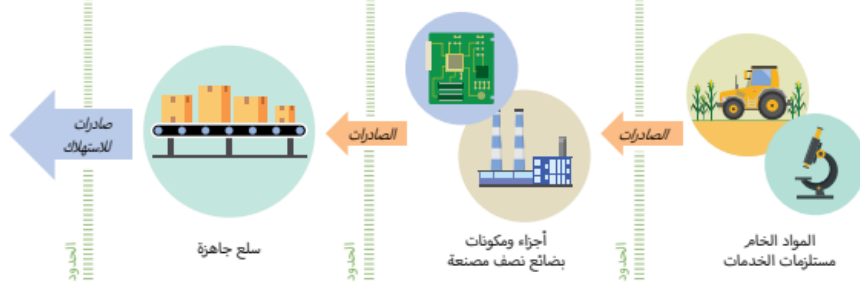 المواد الخام
مستلزمات الخدمات
الحدود
الصادرات
أجزاء ومكونات
بضائع نصف مصنعة
الحدود
الصادرات
سلع جاهزة
الحدود
صادرات
للاستهلاك